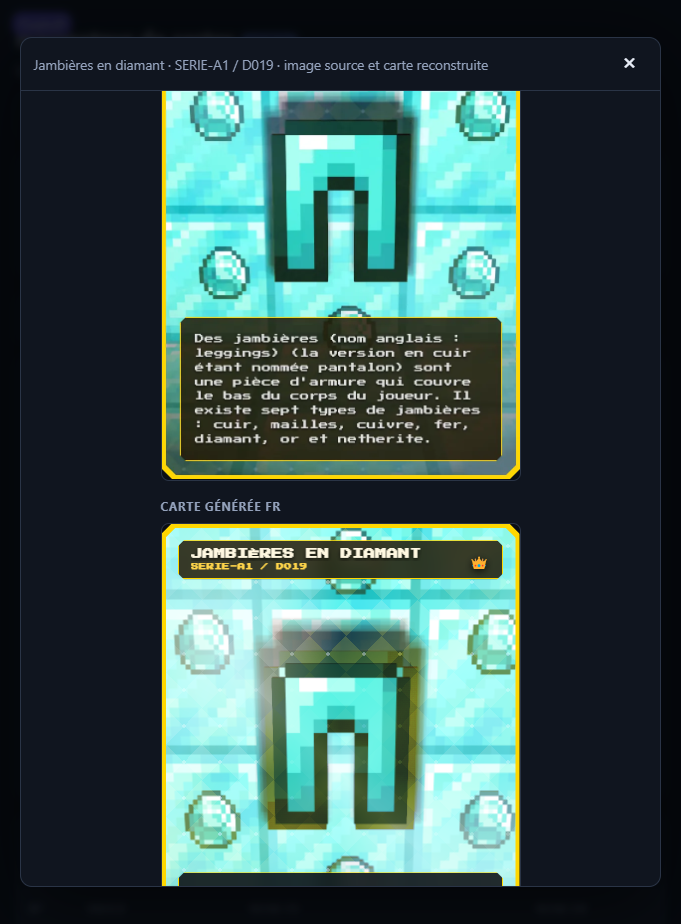 Jambières en diamant · SERIE-A1 / D019 · image source et carte reconstruite
Des jambières (nom anglais :
leggings) (la version en cuir
étant nommée pantalon) sont
une pièce d'armure qui couvre
le bas du corps du joueur. Il
existe sept types de jambières
: cuir, mailles, cuivre, fer,
diamant, or et netherite.
CARTE GÉNÉRÉE FR
JAMBIèRES EN DIAMANT
SERIE-A1 / D019